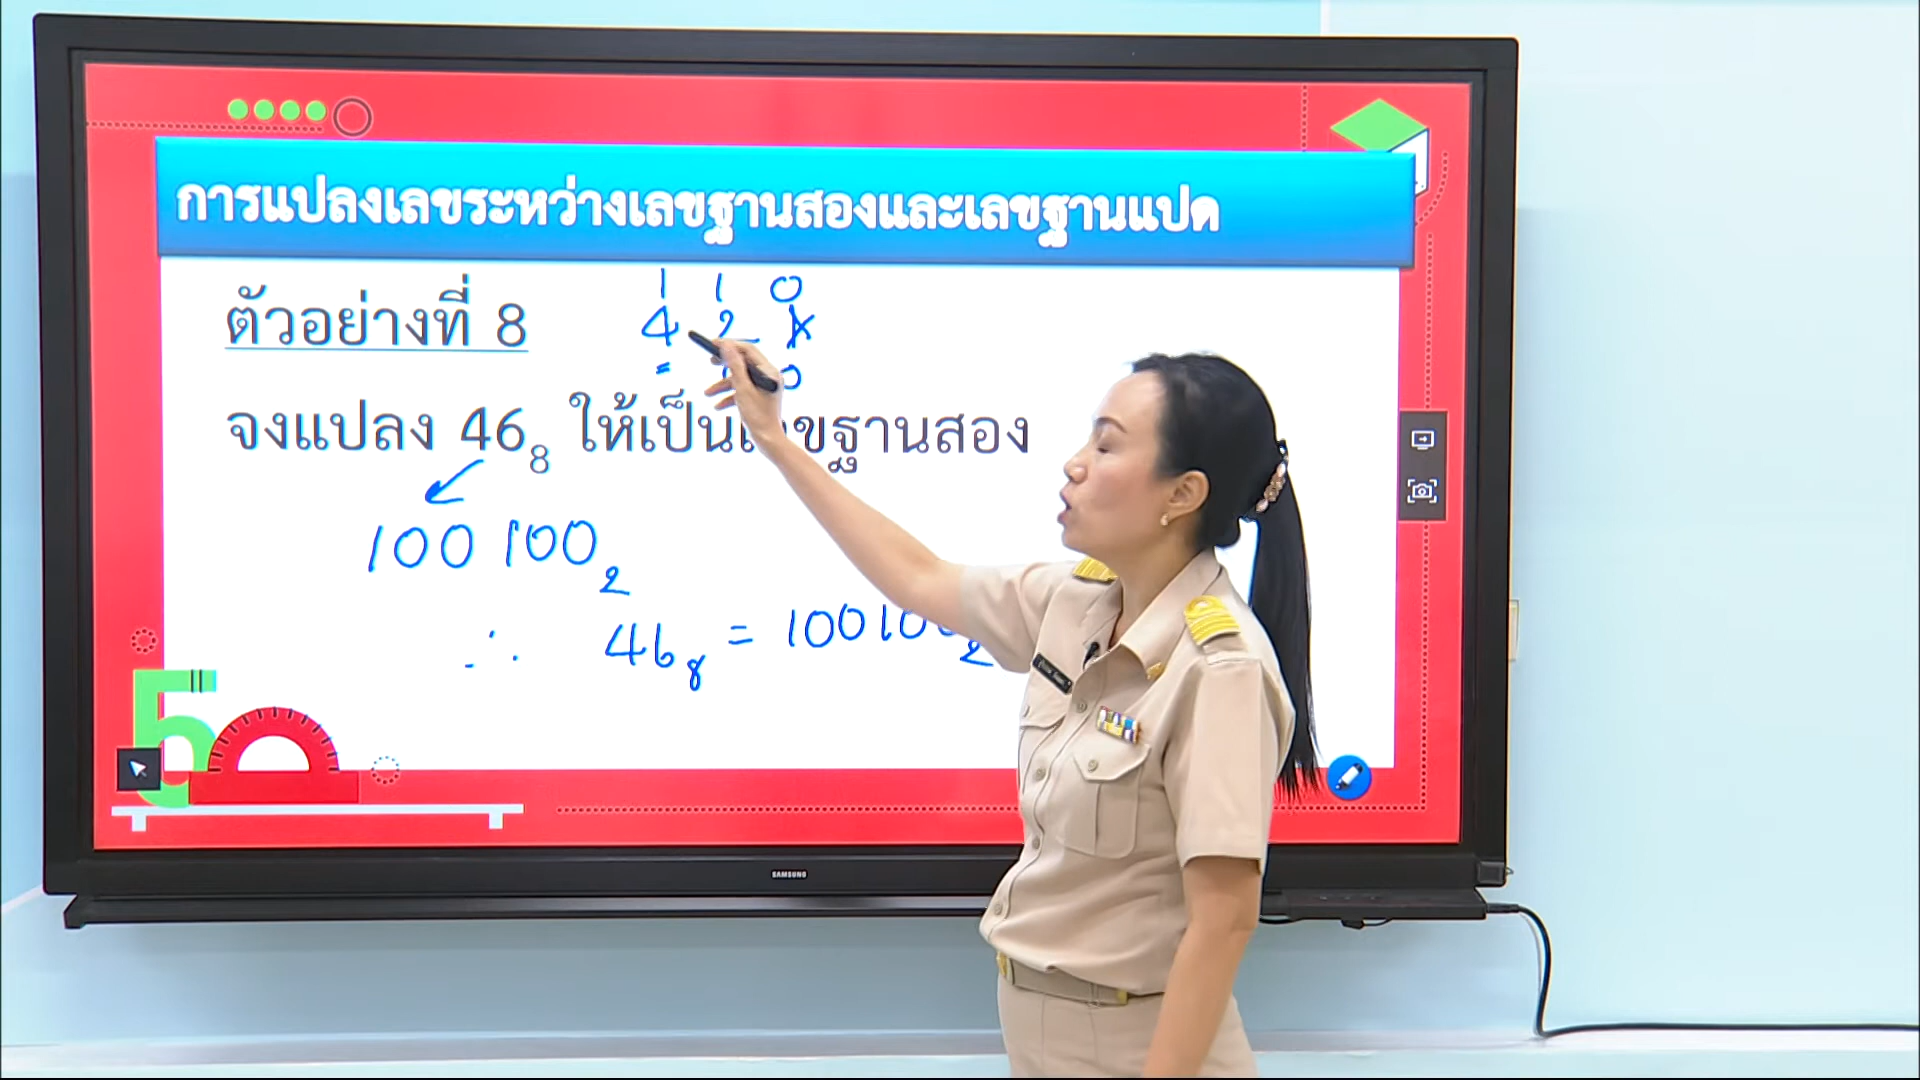 การแปลงเลขระหว่างเลขฐานสองและเลขฐานแปด
1 1 0
ตัวอย่างที่ 8 4 2 1
0
จงแปลง 46₈ ให้เป็นเลขฐานสอง
100 100₂
∴ 46₈ = 100100₂
5
SAMSUNG